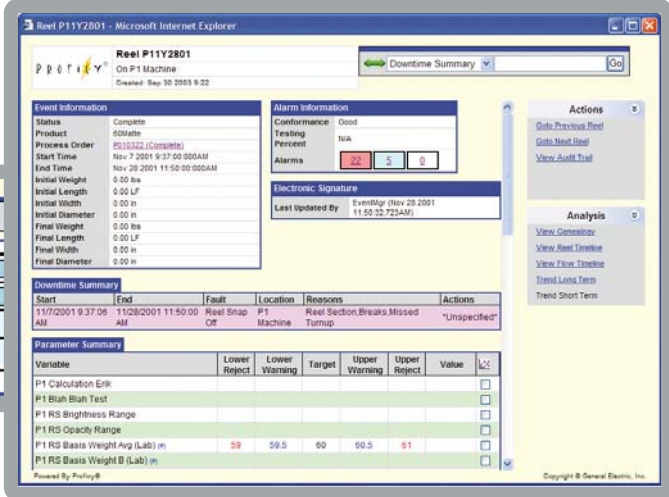 Reel P11Y2801 - Microsoft Internet Explorer
PROFICY®
Reel P11Y2801
On P1 Machine
Created: Sep 30 2003 9:22
Downtime Summary
Go
Event Information
Status Complete
Product 60Matte
Process Order P010322 (Complete)
Start Time Nov 7 2001 9:37:00:000AM
End Time Nov 28 2001 11:50:00:000AM
Initial Weight 0.00 lbs
Initial Length 0.00 LF
Initial Width 0.00 in
Initial Diameter 0.00 in
Final Weight 0.00 lbs
Final Length 0.00 LF
Final Width 0.00 in
Final Diameter 0.00 in
Alarm Information
Conformance Good
Testing Percent N/A
Alarms 22 5 0
Electronic Signature
Last Updated By EventMgr (Nov 28 2001
11:50:32.723AM)
Actions
Goto Previous Reel
Goto Next Reel
View Audit Trail
Analysis
View Genealogy
View Reel Timeline
View Flow Timeline
Trend Long Term
Trend Short Term
Downtime Summary
Start End Fault Location Reasons Actions
11/7/2001 9:37:06 AM 11/28/2001 11:50:00 AM Reel Snap Off P1 Machine Reel Section,Breaks,Missed Turnup "Unspecified"
Parameter Summary
Variable Lower Reject Lower Warning Target Upper Warning Upper Reject Value
P1 Calculation Erik
P1 Blah Blah Test
P1 RS Brightness Range
P1 RS Opacity Range
P1 RS Basis Weight Avg (Lab) (#) 59 59.5 60 60.5 61
P1 RS Basis Weight B (Lab) (#)
Powered By Proficy®
Copyright © General Electric, Inc.